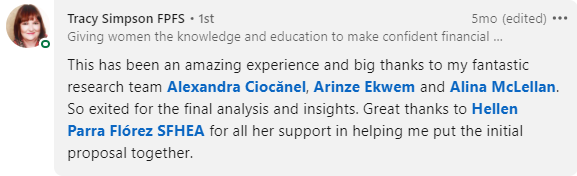 Tracy Simpson FPFS • 1st 5mo (edited) •••
Giving women the knowledge and education to make confident financial ...
This has been an amazing experience and big thanks to my fantastic
research team Alexandra Ciocănel, Arinze Ekwem and Alina McLellan.
So exited for the final analysis and insights. Great thanks to Hellen
Parra Flórez SFHEA for all her support in helping me put the initial
proposal together.